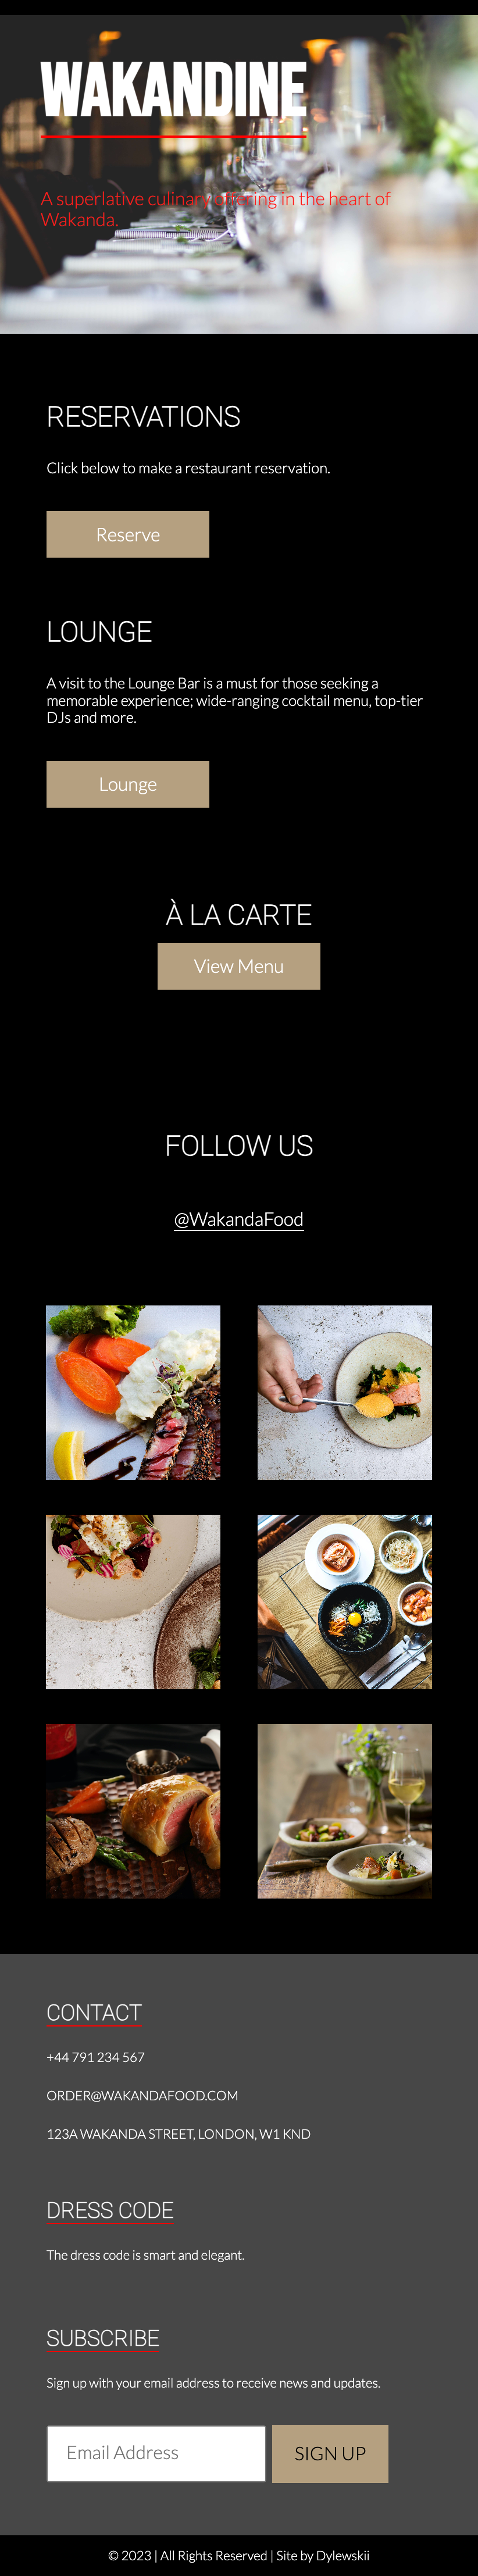 WAKANDINE
A superlative culinary offering in the heart of
Wakanda.
RESERVATIONS
Click below to make a restaurant reservation.
Reserve
LOUNGE
A visit to the Lounge Bar is a must for those seeking a
memorable experience; wide-ranging cocktail menu, top-tier
DJs and more.
Lounge
À LA CARTE
View Menu
FOLLOW US
@WakandaFood
CONTACT
+44 791 234 567
ORDER@WAKANDAFOOD.COM
123A WAKANDA STREET, LONDON, W1 KND
DRESS CODE
The dress code is smart and elegant.
SUBSCRIBE
Sign up with your email address to receive news and updates.
Email Address
SIGN UP
© 2023 | All Rights Reserved | Site by Dylewskii